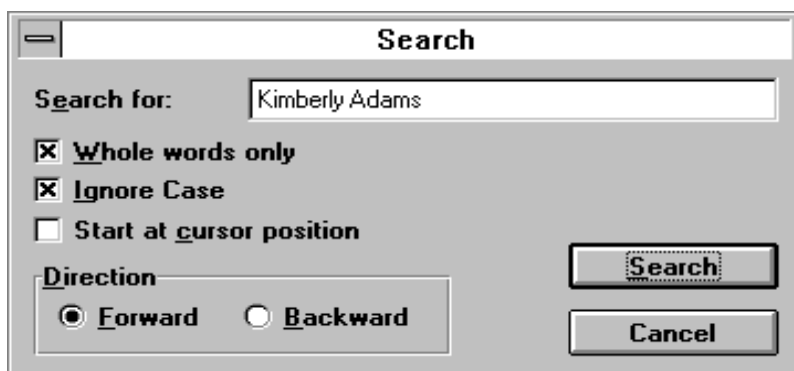 Search
Search for: Kimberly Adams
Whole words only
Ignore Case
Start at cursor position
Direction
Forward Backward
Search
Cancel